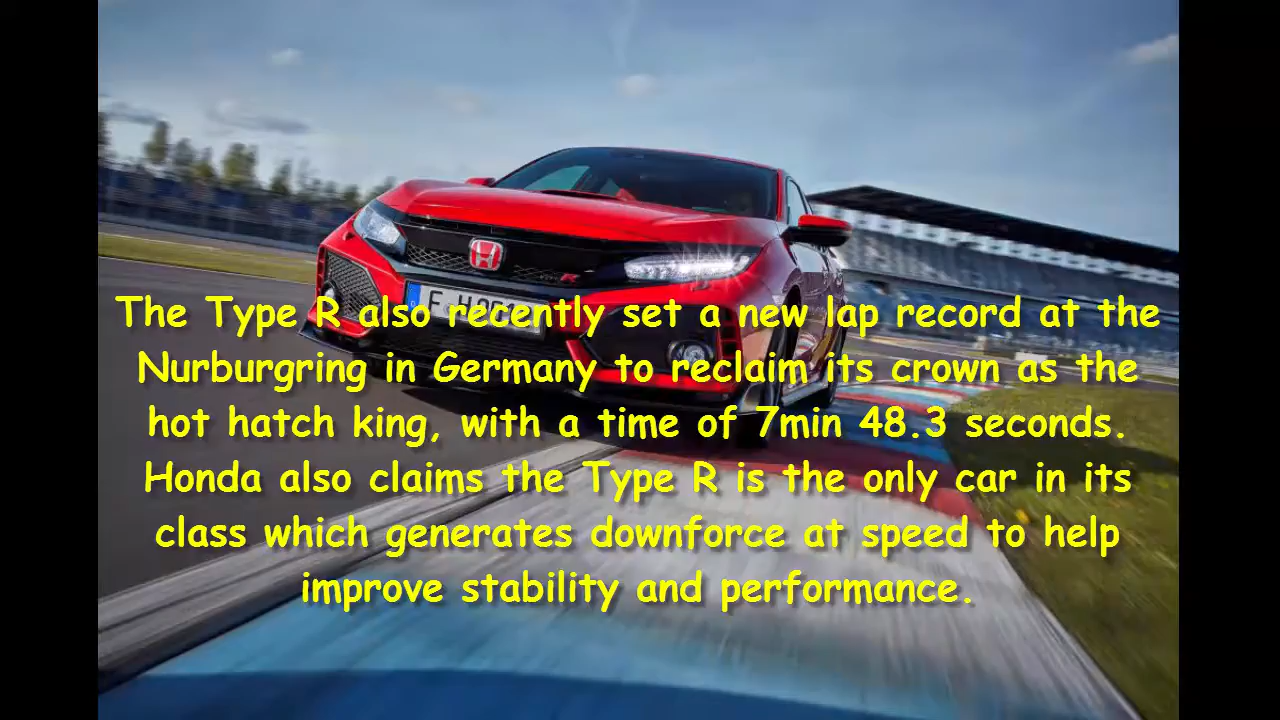 The Type R also recently set a new lap record at the
Nurburgring in Germany to reclaim its crown as the
hot hatch king, with a time of 7min 48.3 seconds.
Honda also claims the Type R is the only car in its
class which generates downforce at speed to help
improve stability and performance.